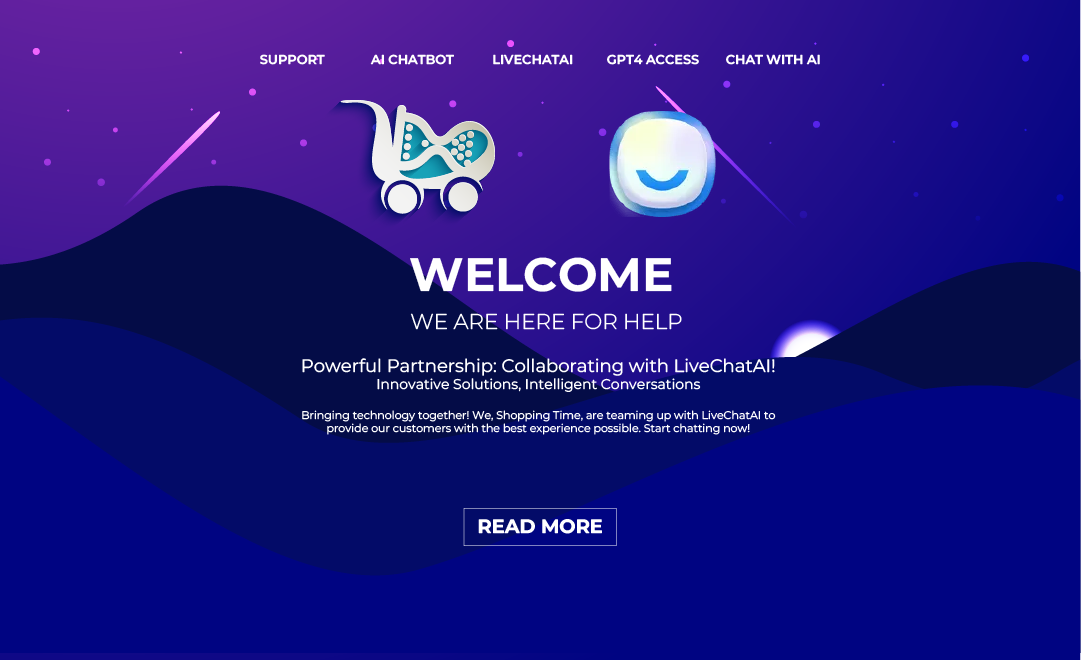 SUPPORT AI CHATBOT LIVECHATAI GPT4 ACCESS CHAT WITH AI
WELCOME
WE ARE HERE FOR HELP
Powerful Partnership: Collaborating with LiveChatAI!
Innovative Solutions, Intelligent Conversations
Bringing technology together! We, Shopping Time, are teaming up with LiveChatAI to
provide our customers with the best experience possible. Start chatting now!
READ MORE